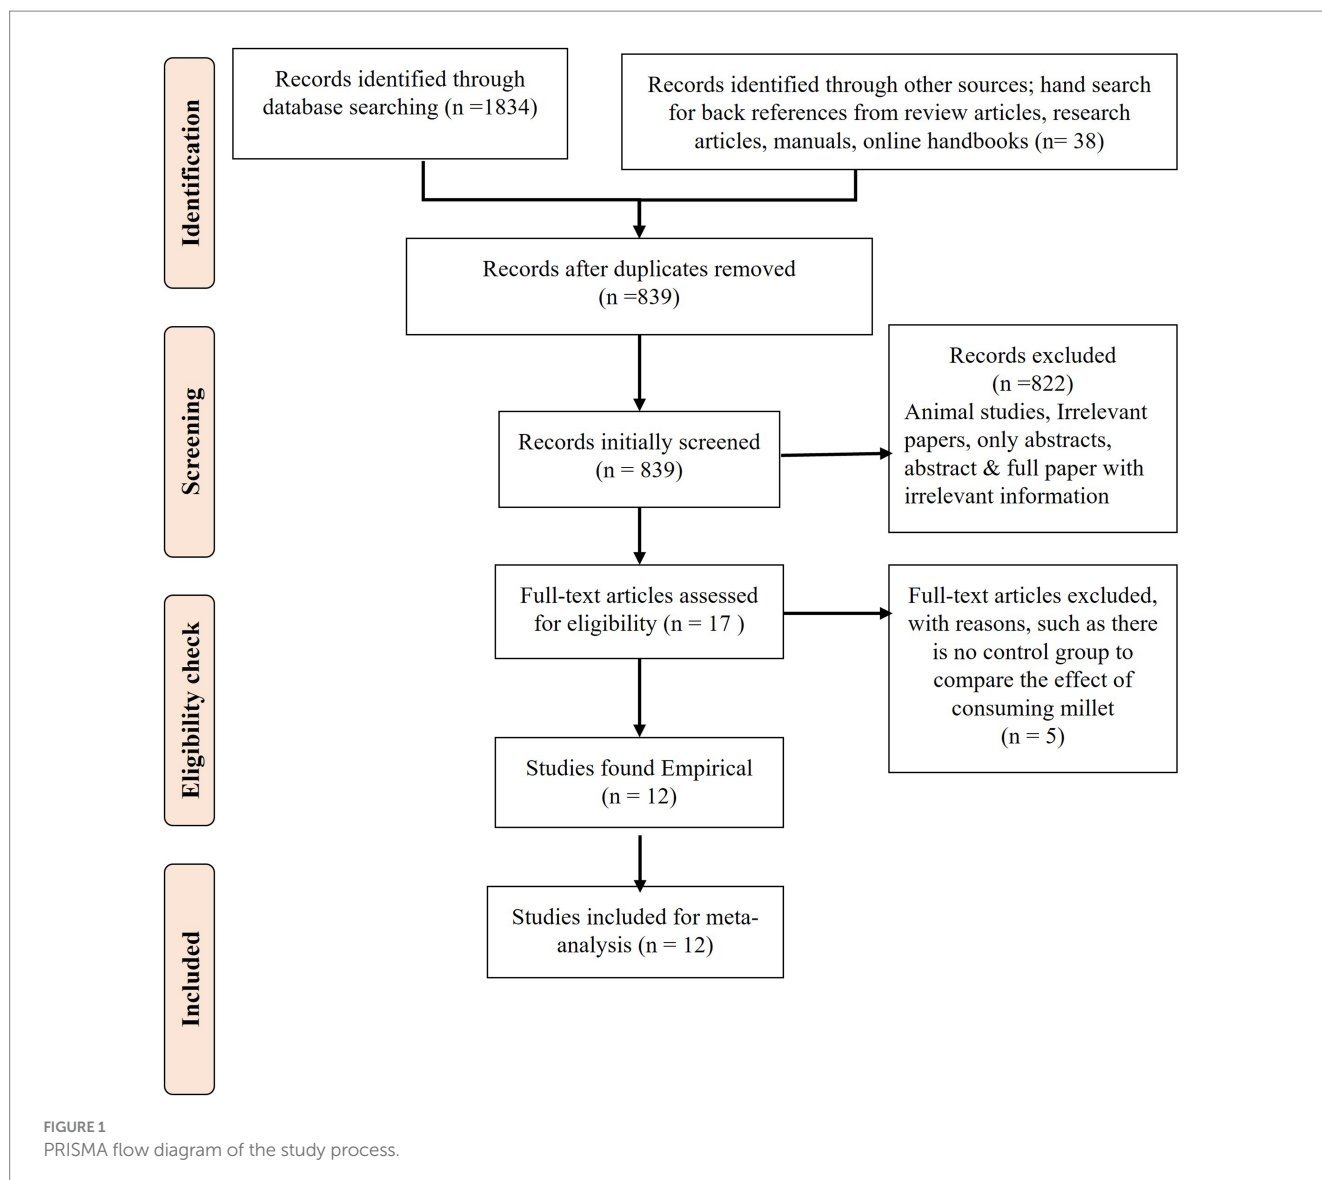 Identification
Records identified through
database searching (n =1834)
Records identified through other sources; hand search
for back references from review articles, research
articles, manuals, online handbooks (n= 38)
Records after duplicates removed
(n =839)
Screening
Records initially screened
(n = 839)
Records excluded
(n =822)
Animal studies, Irrelevant
papers, only abstracts,
abstract & full paper with
irrelevant information
Eligibility check
Full-text articles assessed
for eligibility (n = 17 )
Full-text articles excluded,
with reasons, such as there
is no control group to
compare the effect of
consuming millet
(n = 5)
Studies found Empirical
(n = 12)
Included
Studies included for meta-
analysis (n = 12)
FIGURE 1
PRISMA flow diagram of the study process.